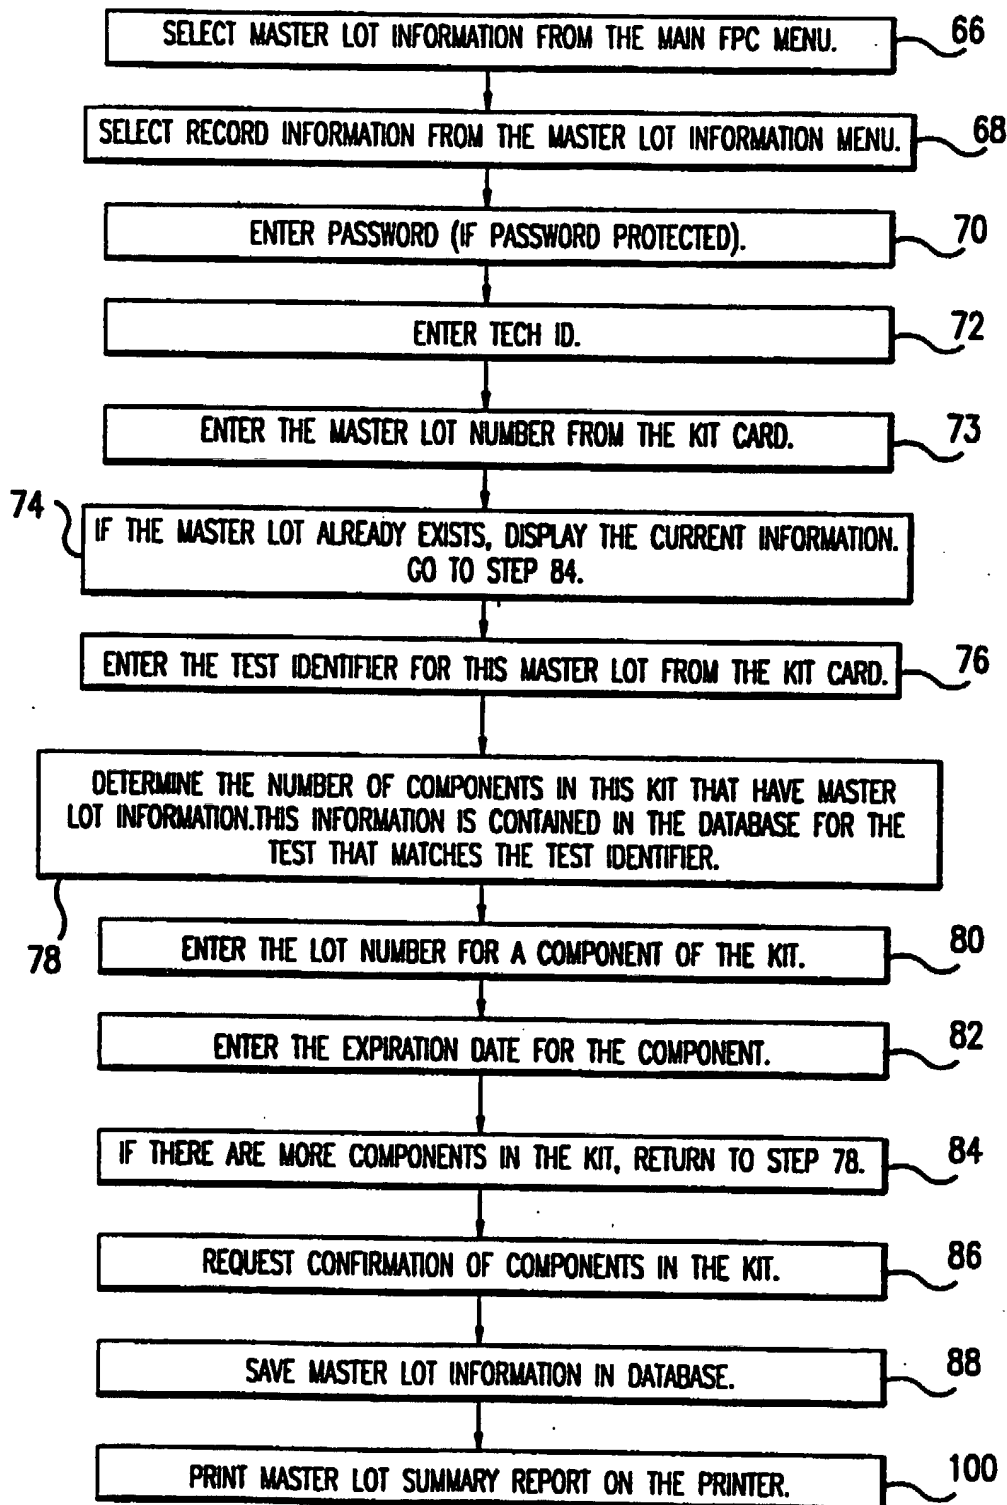 SELECT MASTER LOT INFORMATION FROM THE MAIN FPC MENU.
66
SELECT RECORD INFORMATION FROM THE MASTER LOT INFORMATION MENU.
68
ENTER PASSWORD (IF PASSWORD PROTECTED).
70
ENTER TECH ID.
72
ENTER THE MASTER LOT NUMBER FROM THE KIT CARD.
73
74
IF THE MASTER LOT ALREADY EXISTS, DISPLAY THE CURRENT INFORMATION.
GO TO STEP 84.
ENTER THE TEST IDENTIFIER FOR THIS MASTER LOT FROM THE KIT CARD.
76
DETERMINE THE NUMBER OF COMPONENTS IN THIS KIT THAT HAVE MASTER
LOT INFORMATION.THIS INFORMATION IS CONTAINED IN THE DATABASE FOR THE
TEST THAT MATCHES THE TEST IDENTIFIER.
78
ENTER THE LOT NUMBER FOR A COMPONENT OF THE KIT.
80
ENTER THE EXPIRATION DATE FOR THE COMPONENT.
82
IF THERE ARE MORE COMPONENTS IN THE KIT, RETURN TO STEP 78.
84
REQUEST CONFIRMATION OF COMPONENTS IN THE KIT.
86
SAVE MASTER LOT INFORMATION IN DATABASE.
88
PRINT MASTER LOT SUMMARY REPORT ON THE PRINTER.
100